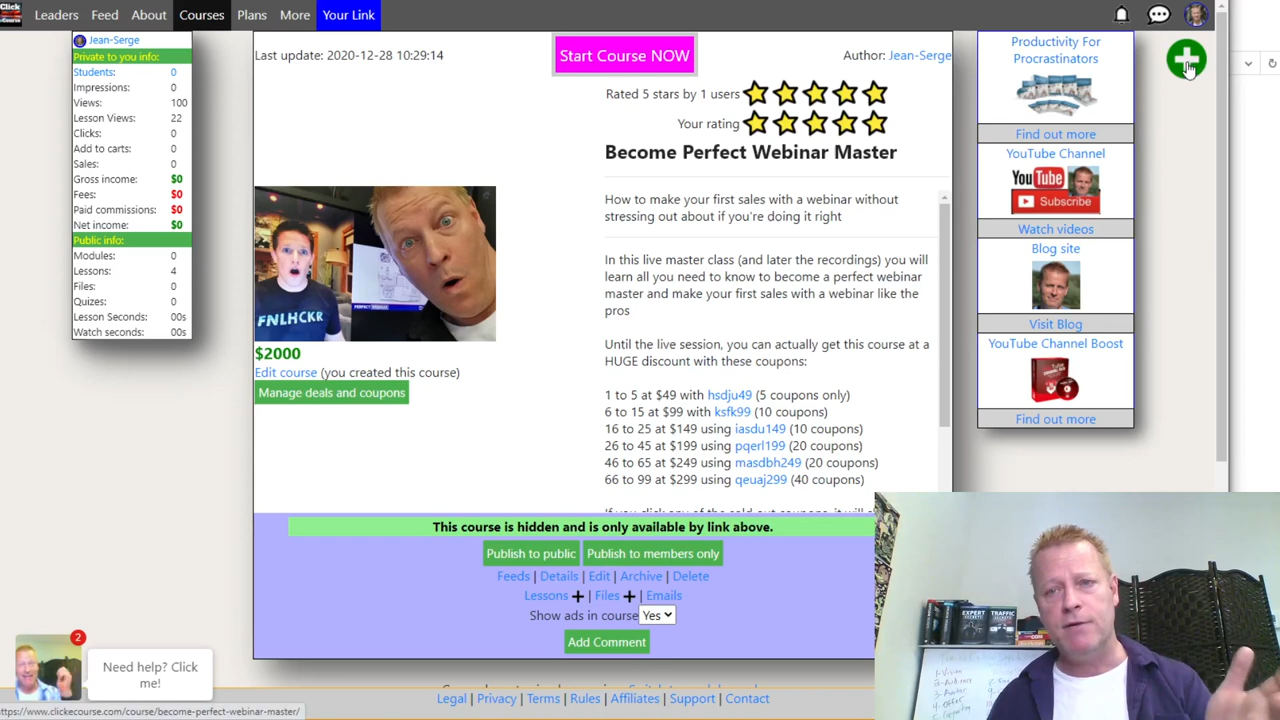 Click
eCourse
Leaders Feed About Courses Plans More Your Link
Jean-Serge
Private to you info:
Students: 0
Impressions: 0
Views: 100
Lesson Views: 22
Clicks: 0
Add to carts: 0
Sales: 0
Gross income: $0
Fees: $0
Paid commissions: $0
Net income: $0
Public info:
Modules: 0
Lessons: 4
Files: 0
Quizes: 0
Lesson Seconds: 00s
Watch seconds: 00s
Last update: 2020-12-28 10:29:14
Start Course NOW
Author: Jean-Serge
Rated 5 stars by 1 users
Your rating
Become Perfect Webinar Master
How to make your first sales with a webinar without
stressing out about if you're doing it right
In this live master class (and later the recordings) you will
learn all you need to know to become a perfect webinar
master and make your first sales with a webinar like the
pros
Until the live session, you can actually get this course at a
HUGE discount with these coupons:
1 to 5 at $49 with hsdju49 (5 coupons only)
6 to 15 at $99 with ksfk99 (10 coupons)
16 to 25 at $149 using iasdu149 (10 coupons)
26 to 45 at $199 using pqerl199 (20 coupons)
46 to 65 at $249 using masdbh249 (20 coupons)
66 to 99 at $299 using qeuaj299 (40 coupons)
FNLHCKR
PERFECT WEBINAR
$2000
Edit course (you created this course)
Manage deals and coupons
This course is hidden and is only available by link above.
Publish to public Publish to members only
Feeds | Details | Edit | Archive | Delete
Lessons + | Files + | Emails
Show ads in course Yes
Add Comment
Legal | Privacy | Terms | Rules | Affiliates | Support | Contact
Productivity For
Procrastinators
Find out more
YouTube Channel
YouTube
Subscribe
Watch videos
Blog site
Visit Blog
YouTube Channel Boost
Find out more
2
Need help? Click
me!
https://www.clickecourse.com/course/become-perfect-webinar-master/
EXPERT
SECRETS
TRAFFIC
SECRETS